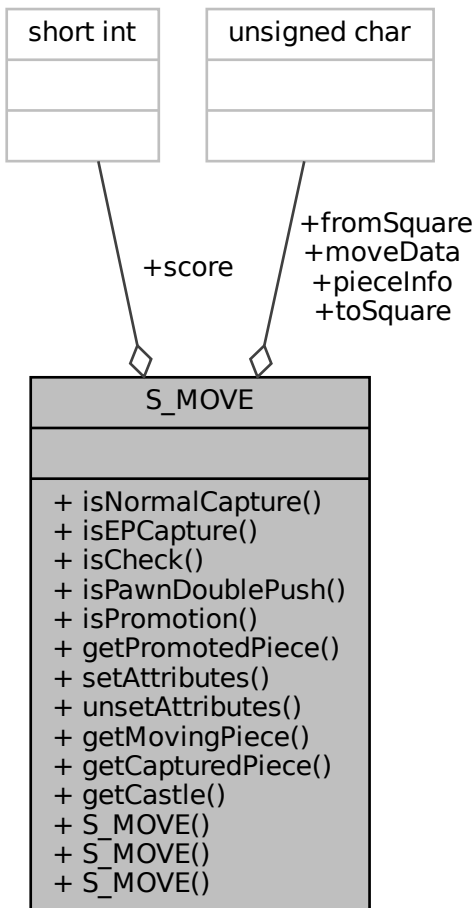 short int
unsigned char
+score
+fromSquare
+moveData
+pieceInfo
+toSquare
S_MOVE
+ isNormalCapture()
+ isEPCapture()
+ isCheck()
+ isPawnDoublePush()
+ isPromotion()
+ getPromotedPiece()
+ setAttributes()
+ unsetAttributes()
+ getMovingPiece()
+ getCapturedPiece()
+ getCastle()
+ S_MOVE()
+ S_MOVE()
+ S_MOVE()